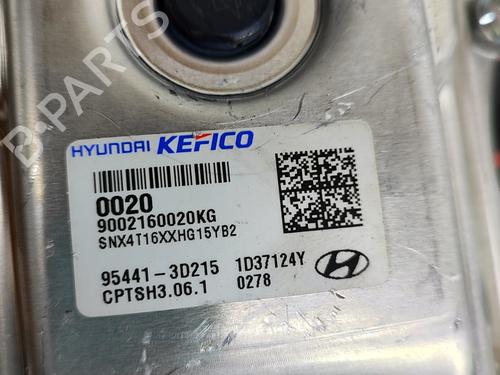 HYUNDAI KEFICO
0020
9002160020KG
SNX4T16XXHG15YB2
95441-3D215 1D37124Y
CPTSH3.06.1 0278
B-PARTS